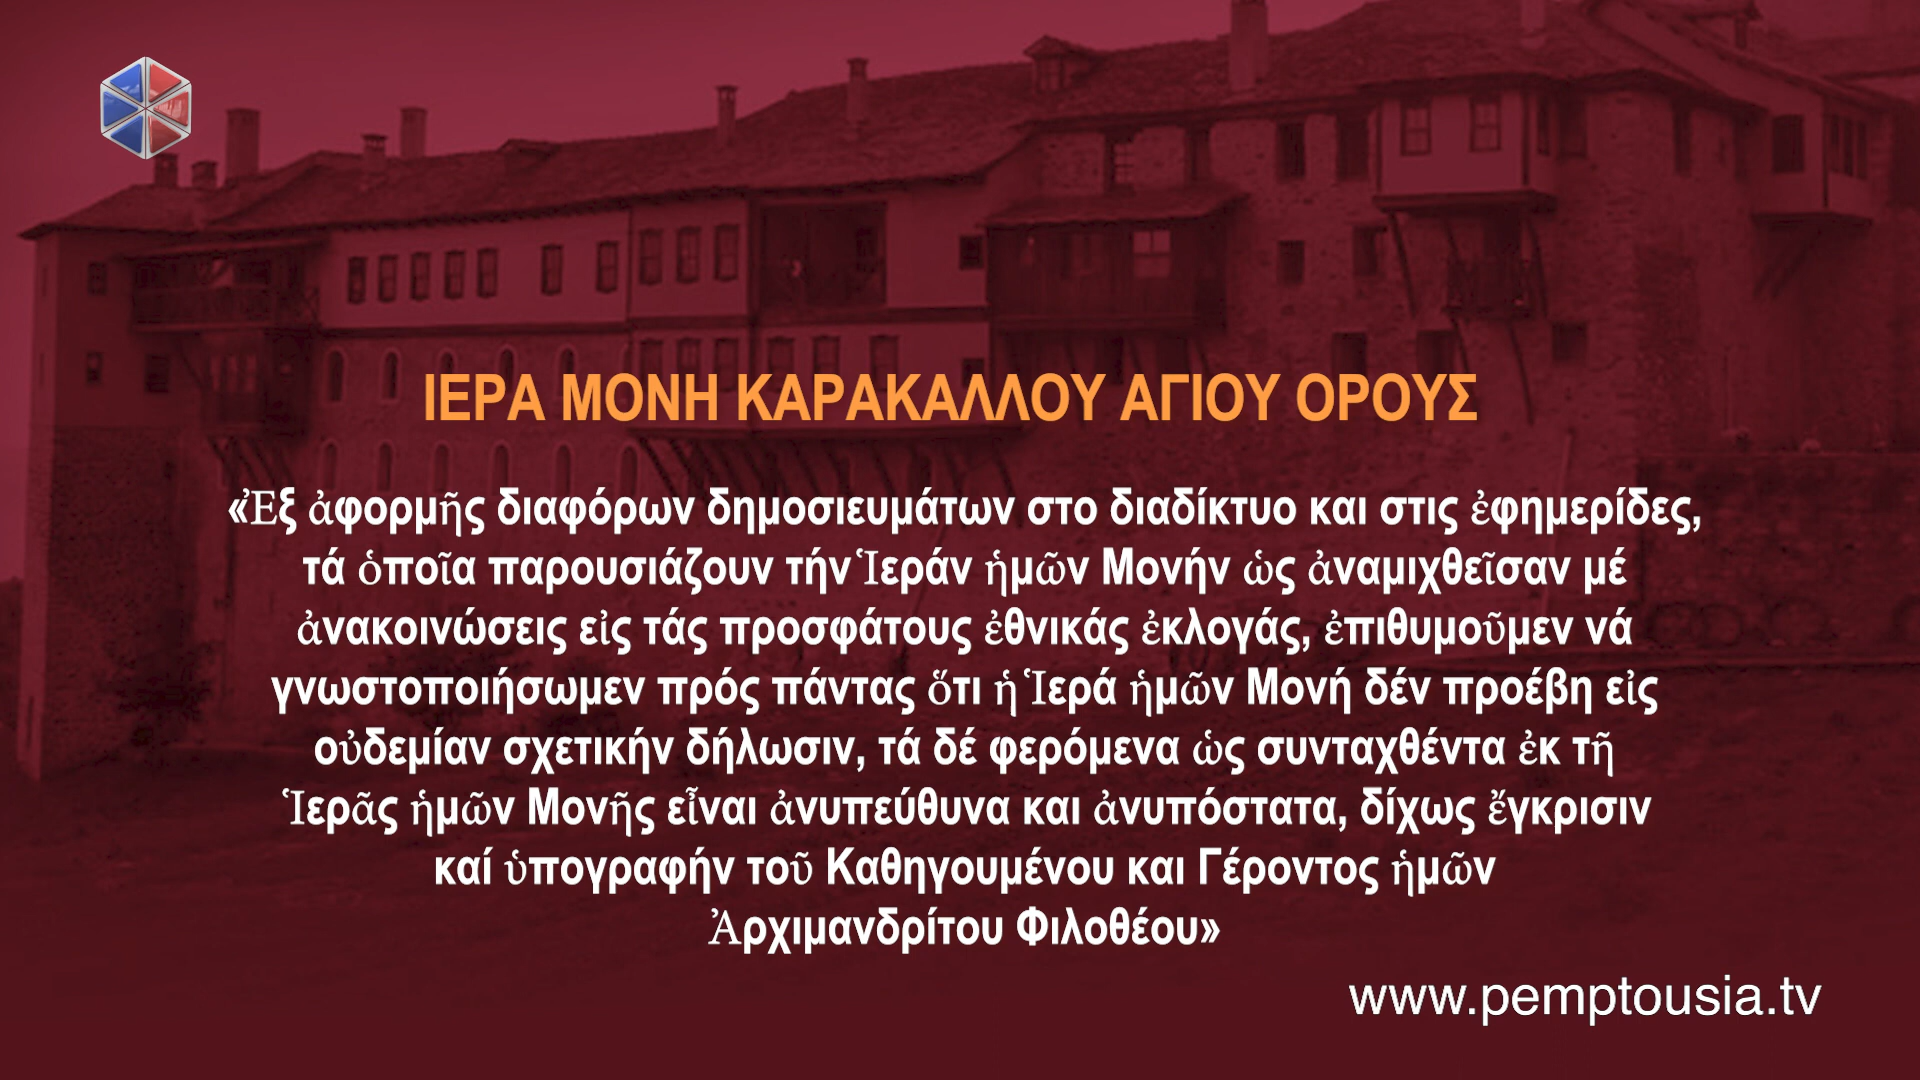 ΙΕΡΑ ΜΟΝΗ ΚΑΡΑΚΑΛΛΟΥ ΑΓΙΟΥ ΟΡΟΥΣ
«Ἐξ ἀφορμῆς διαφόρων δημοσιευμάτων στο διαδίκτυο και στις ἐφημερίδες,
τά ὁποῖα παρουσιάζουν τήν Ἱεράν ἡμῶν Μονήν ὡς ἀναμιχθεῖσαν μέ
ἀνακοινώσεις εἰς τάς προσφάτους ἐθνικάς ἐκλογάς, ἐπιθυμοῦμεν νά
γνωστοποιήσωμεν πρός πάντας ὅτι ἡ Ἱερά ἡμῶν Μονή δέν προέβη εἰς
οὐδεμίαν σχετικήν δήλωσιν, τά δέ φερόμενα ὡς συνταχθέντα ἐκ τῆ
Ἱερᾶς ἡμῶν Μονῆς εἶναι ἀνυπεύθυνα και ἀνυπόστατα, δίχως ἔγκρισιν
καί ὑπογραφήν τοῦ Καθηγουμένου και Γέροντος ἡμῶν
Ἀρχιμανδρίτου Φιλοθέου»
www.pemptousia.tv